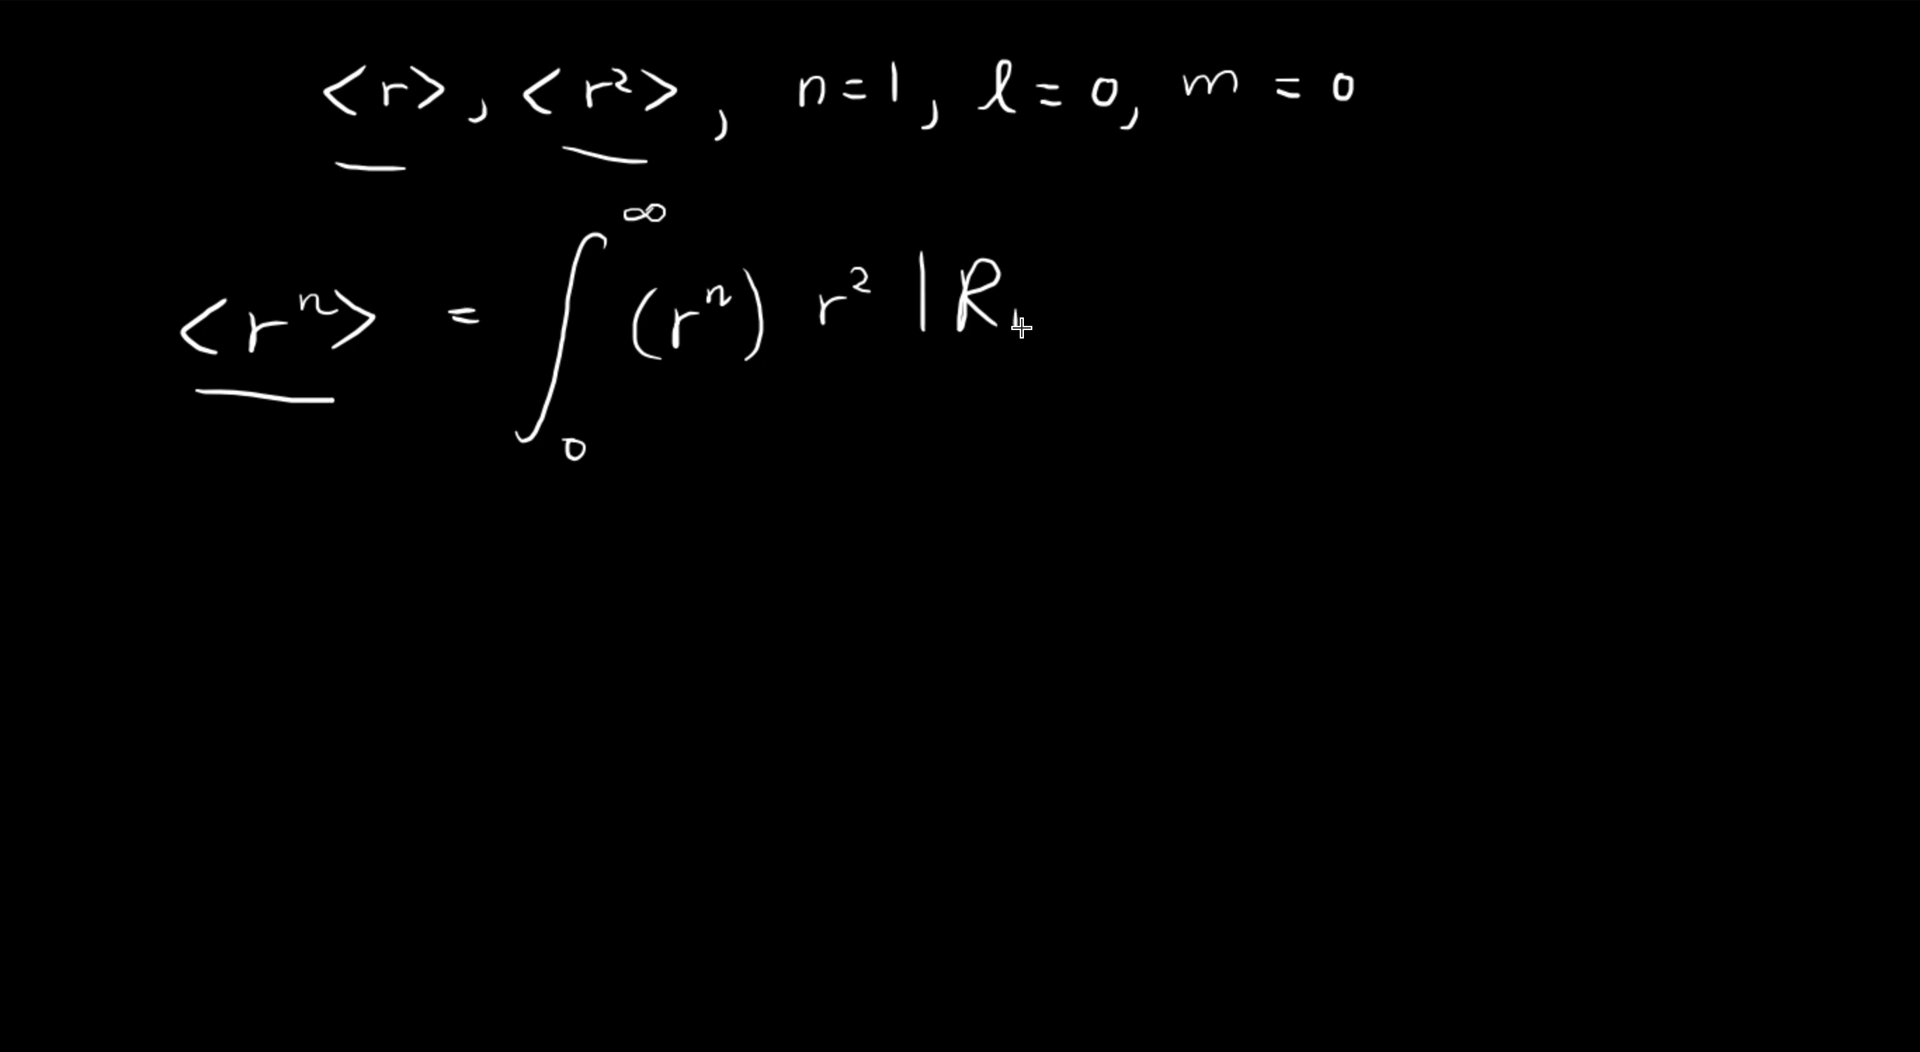 <r>, <r²>, n=1, ℓ=0, m=0
<rⁿ> = ∫₀^∞ (rⁿ) r² |R